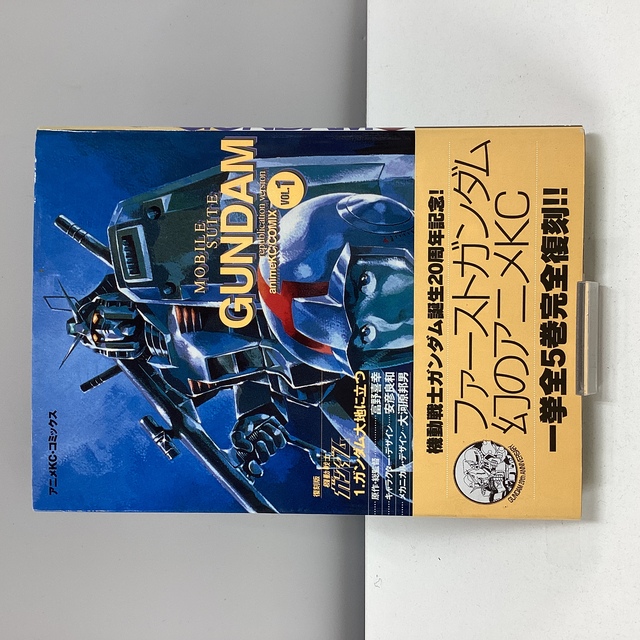 アニメKC・コミックス
MOBILE
SUITE
GUNDAM
republication version
animeKC COMIX
VOL.1
復刻版
機動戦士
ガンダム
1.ガンダム大地に立つ
原作・総監督……富野喜幸
キャラクター・デザイン……安彦良和
メカニカル・デザイン……大河原邦男
機動戦士ガンダム誕生20周年記念!
ファーストガンダム
幻のアニメKC
一挙全5巻完全復刻!!
GUNDAM 20TH ANNIVERSARY